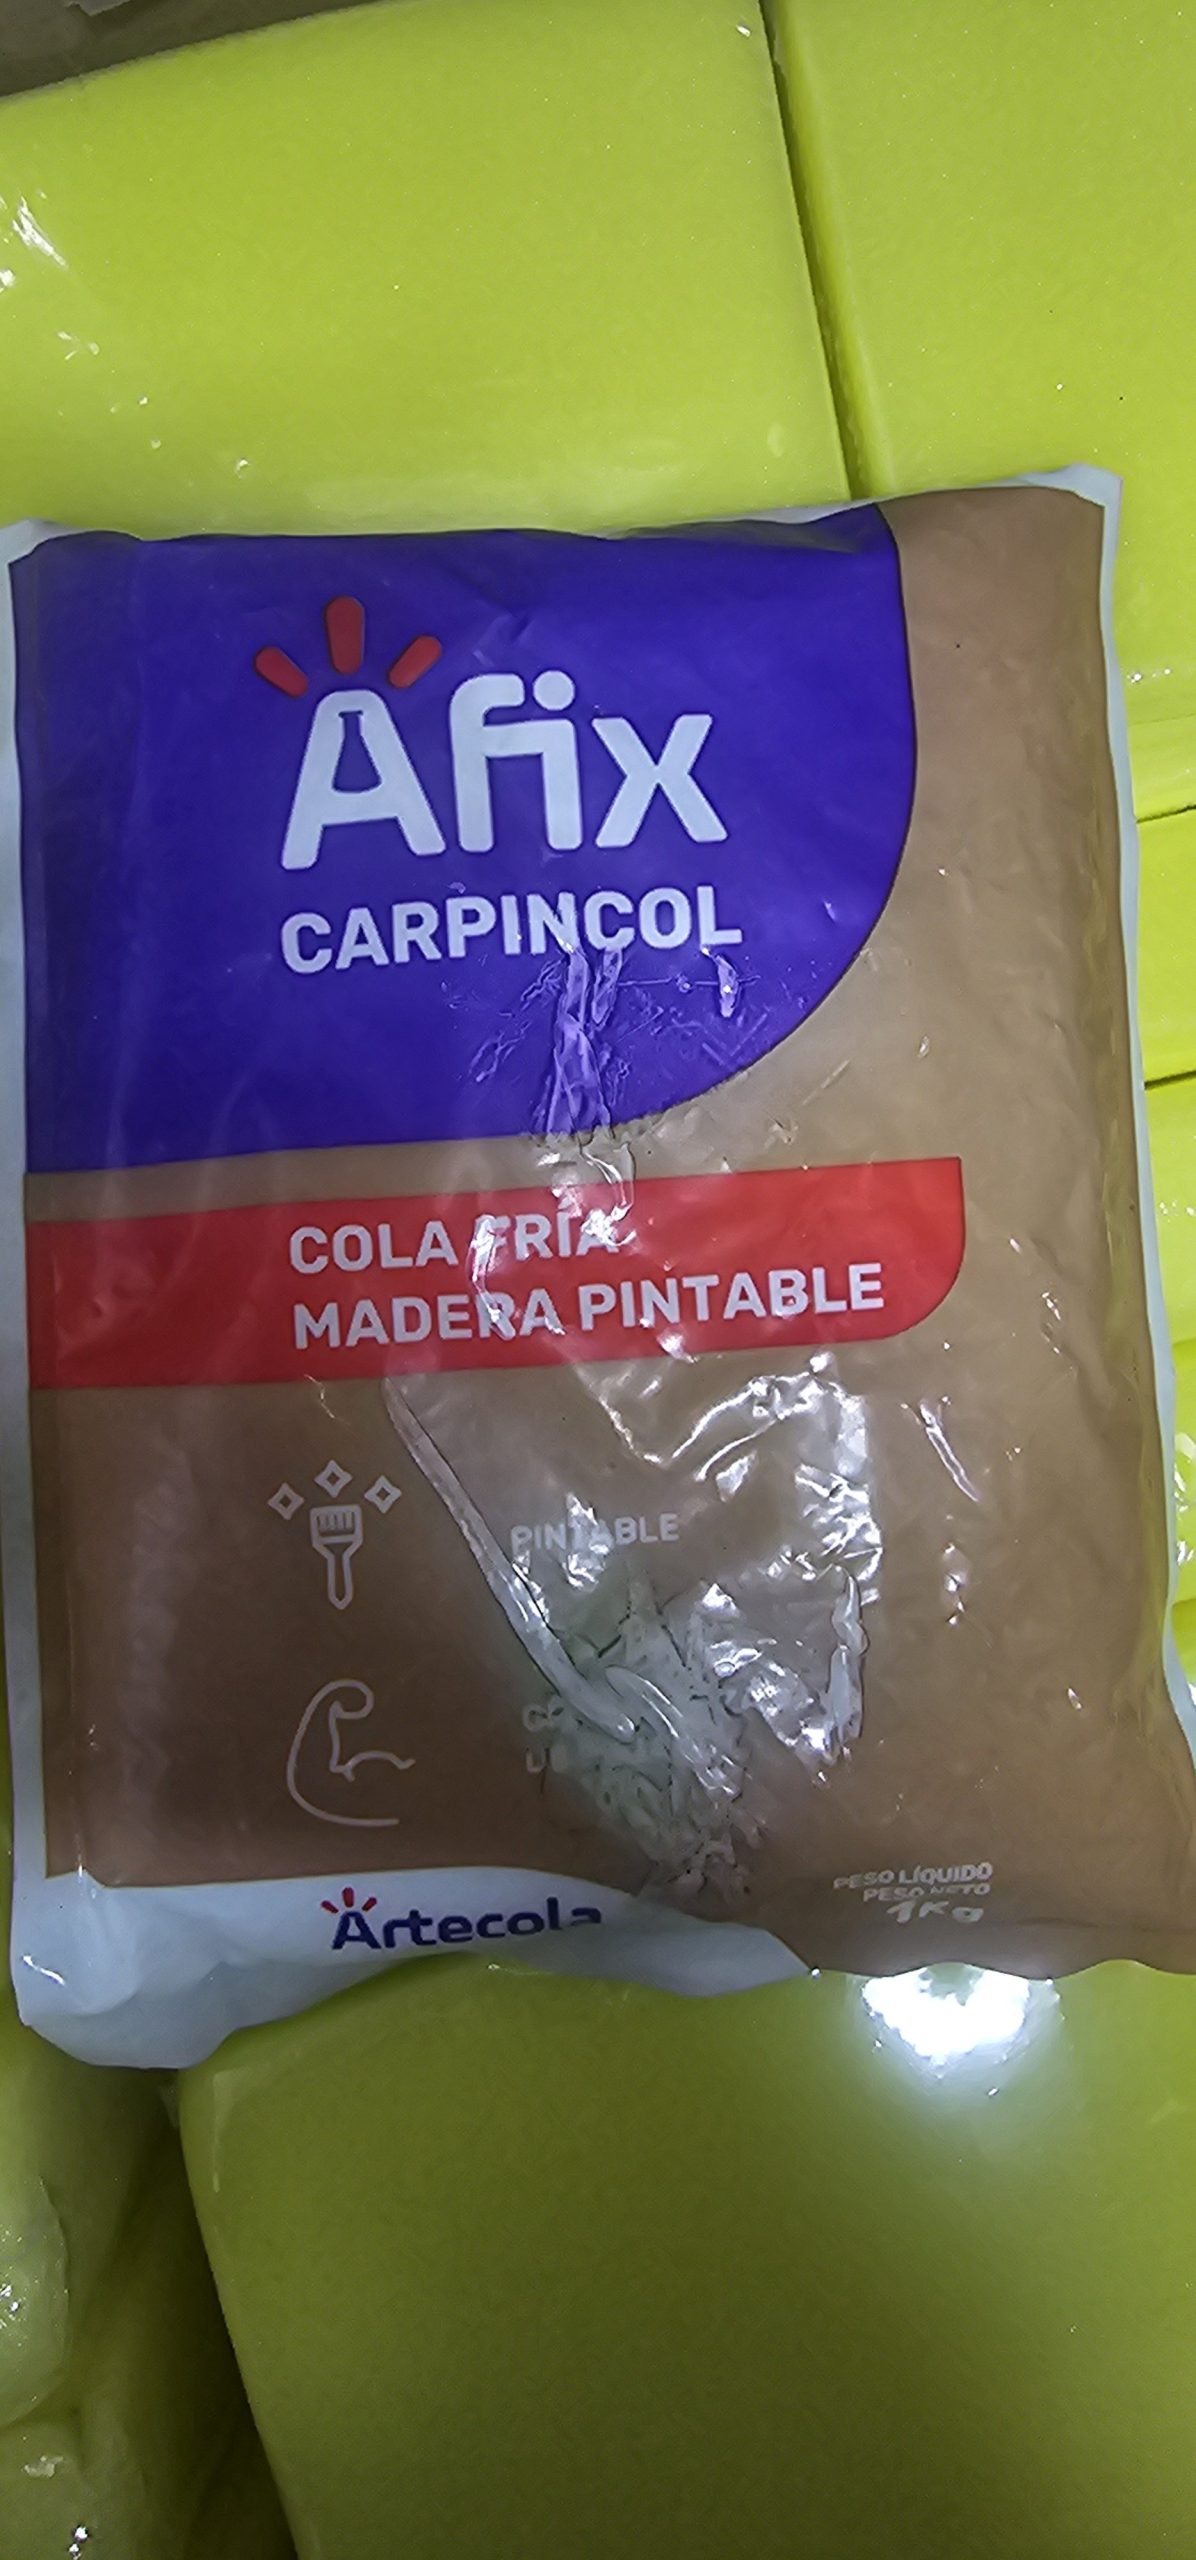 Afix
CARPINCOL
COLA FRÍA
MADERA PINTABLE
PINTABLE
Artecola
PESO LÍQUIDO
PESO NETO
1Kg